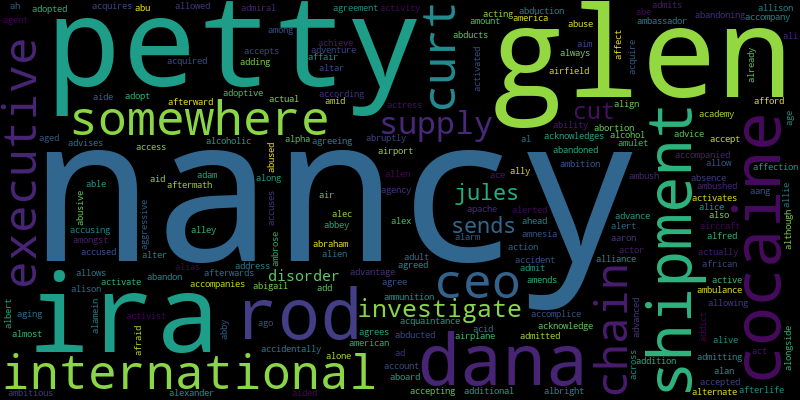 ah acquires abu allowed admiral agreement activity abe admits allison
adopted acting america abuse ambassador abandoning accompany
agent petty curt among abducts amount abduction always aim affect glen ali
acquired accepts adventure achieve affair activated airfield acquire already
adding altar
aide adopt afterward adoptive actual according amid actress align academy afford
executive somewhere supply cut shipment cocaine age
aged advises access alcoholic alpha agreeing abruptly acknowledges ability abortion alcohol advice accept
abused airport al abandoned amulet accompanied
able aid adam along allen ace ally ambition ambush allow absence affection
abusive aftermath nancy agency jules ambushed activates allie
aggressive alley accuses air alec alex apache alerted advance alice also aang
accusing abbey sends ahead amnesia alert aaron aircraft alfred although
amongst abraham alarm action actor actually
accused alter ambrose alien adult accident alliance african
allows alias afterwards address disorder advantage agreed ceo admit active
alison activate abandon accompanies abigail add agree ammunition amends chain ambulance allowing
albert ira rod investigate acquaintance accomplice advanced addict
almost aging alamein activist abby ago agrees acid acknowledge alive alongside
afraid accidentally american abducted airplane admitted across admitting act
international alone ad dana addition alan
account aboard accepted afterlife
ambitious alexander aided accepting additional albright alternate